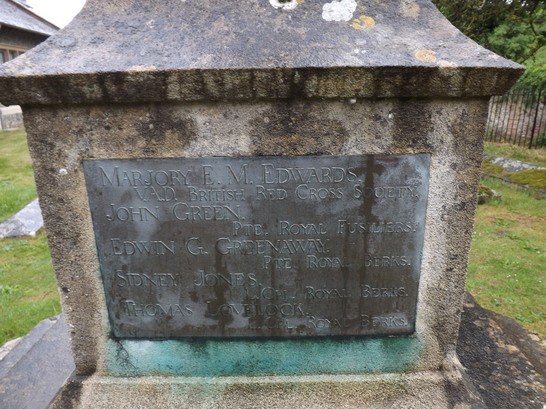 MARJORY E. M. EDWARDS.
VAD BRITISH RED CROSS SOCIETY.
JOHN GREEN.
PTE. ROYAL FUSILIERS.
EDWIN G. GREENAWAY.
PTE. ROYAL BERKS.
SIDNEY JONES.
ROYAL BERKS.
THOMAS LOVELOCK.
ROYAL BERKS.